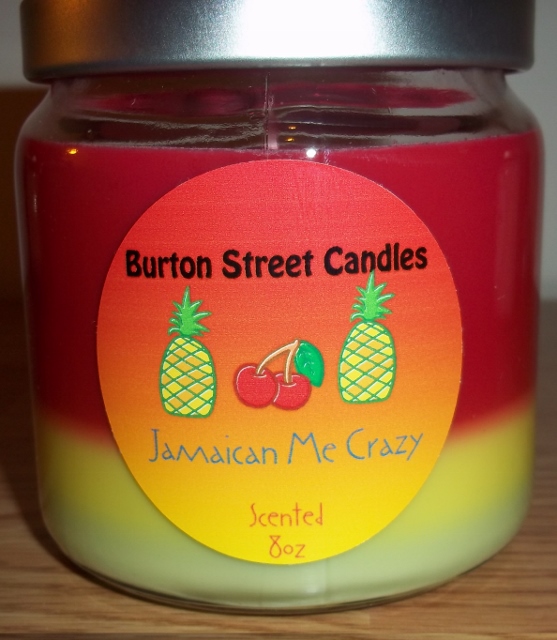 Burton Street Candles
Jamaican Me Crazy
Scented
8oz